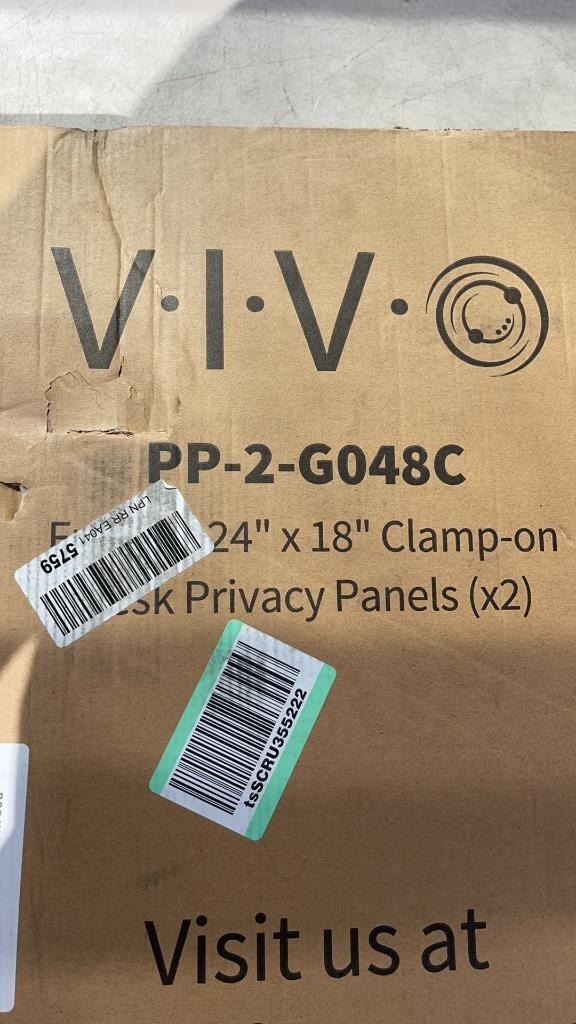 V·I·V·O
PP-2-G048C
24" x 18" Clamp-on
Privacy Panels (x2)
LPN RR EA041 5759
tsSCRU355222
Visit us at